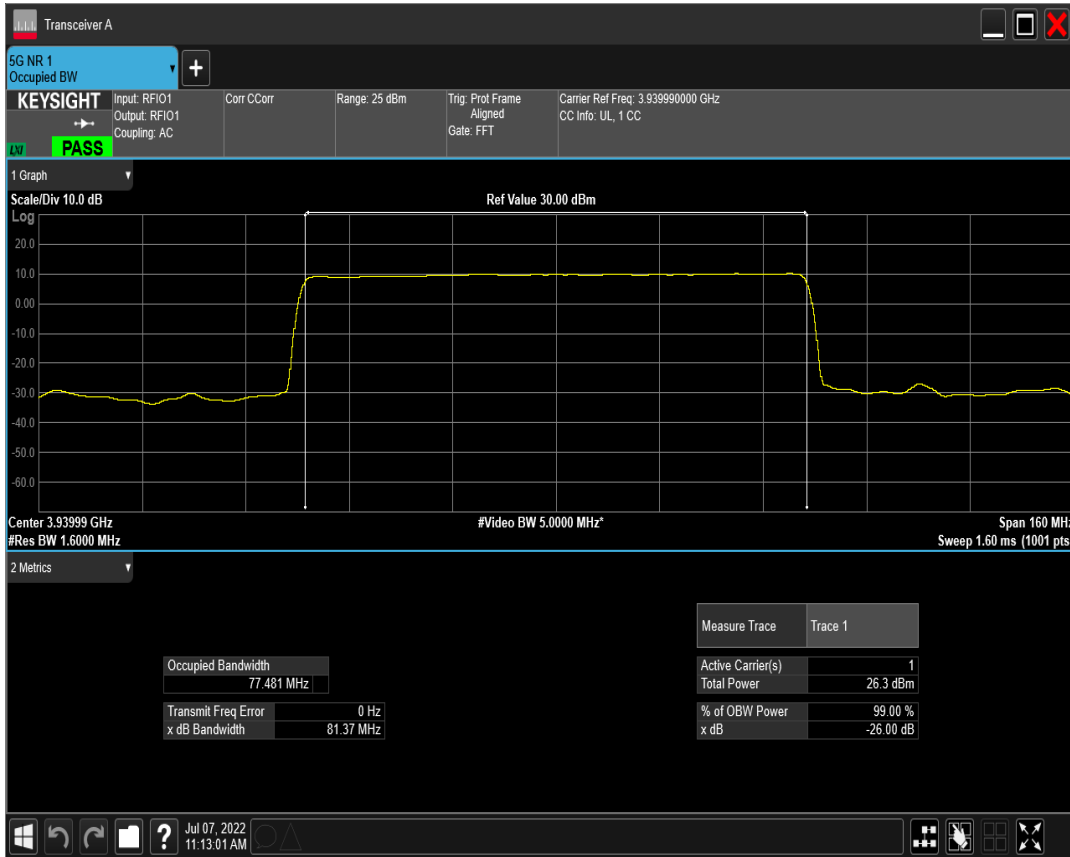 Transceiver A
5G NR 1
Occupied BW
KEYSIGHT
LXI
PASS
Input: RFIO1
Output: RFIO1
Coupling: AC
Corr CCorr
Range: 25 dBm
Trig: Prot Frame
Aligned
Gate: FFT
Carrier Ref Freq: 3.939990000 GHz
CC Info: UL, 1 CC
1 Graph
Scale/Div 10.0 dB
Ref Value 30.00 dBm
Log
20.0
10.0
0.00
-10.0
-20.0
-30.0
-40.0
-50.0
-60.0
Center 3.93999 GHz
#Video BW 5.0000 MHz*
Span 160 MHz
#Res BW 1.6000 MHz
Sweep 1.60 ms (1001 pts
2 Metrics
Measure Trace Trace 1
Occupied Bandwidth
77.481 MHz
Active Carrier(s) 1
Total Power 26.3 dBm
Transmit Freq Error 0 Hz
x dB Bandwidth 81.37 MHz
% of OBW Power 99.00 %
x dB -26.00 dB
?
Jul 07, 2022
11:13:01 AM